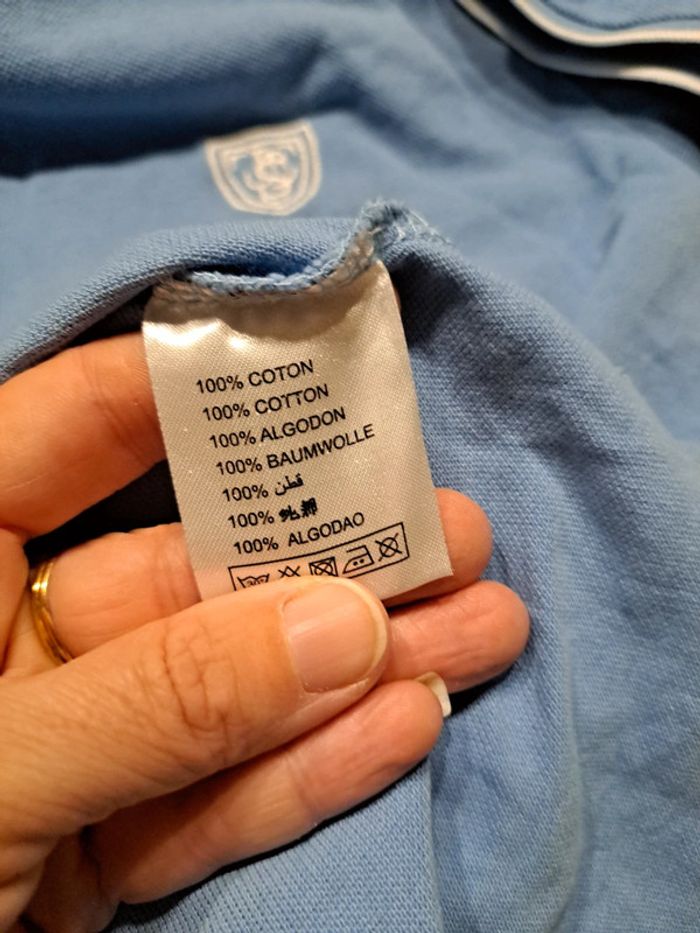 100% COTON
100% COTTON
100% ALGODON
100% BAUMWOLLE
100% قطن
100%
100% ALGODAO